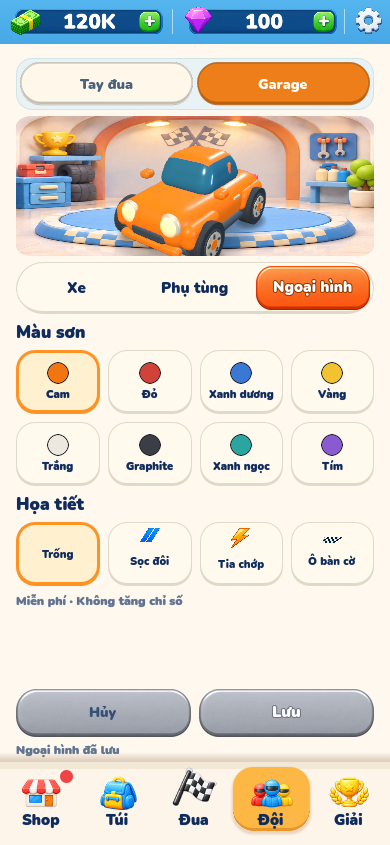 120K
100
Tay đua
Garage
Xe
Phụ tùng
Ngoại hình
Màu sơn
Cam
Đỏ
Xanh dương
Vàng
Trắng
Graphite
Xanh ngọc
Tím
Họa tiết
Trống
Sọc đôi
Tia chớp
Ô bàn cờ
Miễn phí · Không tăng chỉ số
Hủy
Lưu
Ngoại hình đã lưu
Shop
Túi
Đua
Đội
Giải